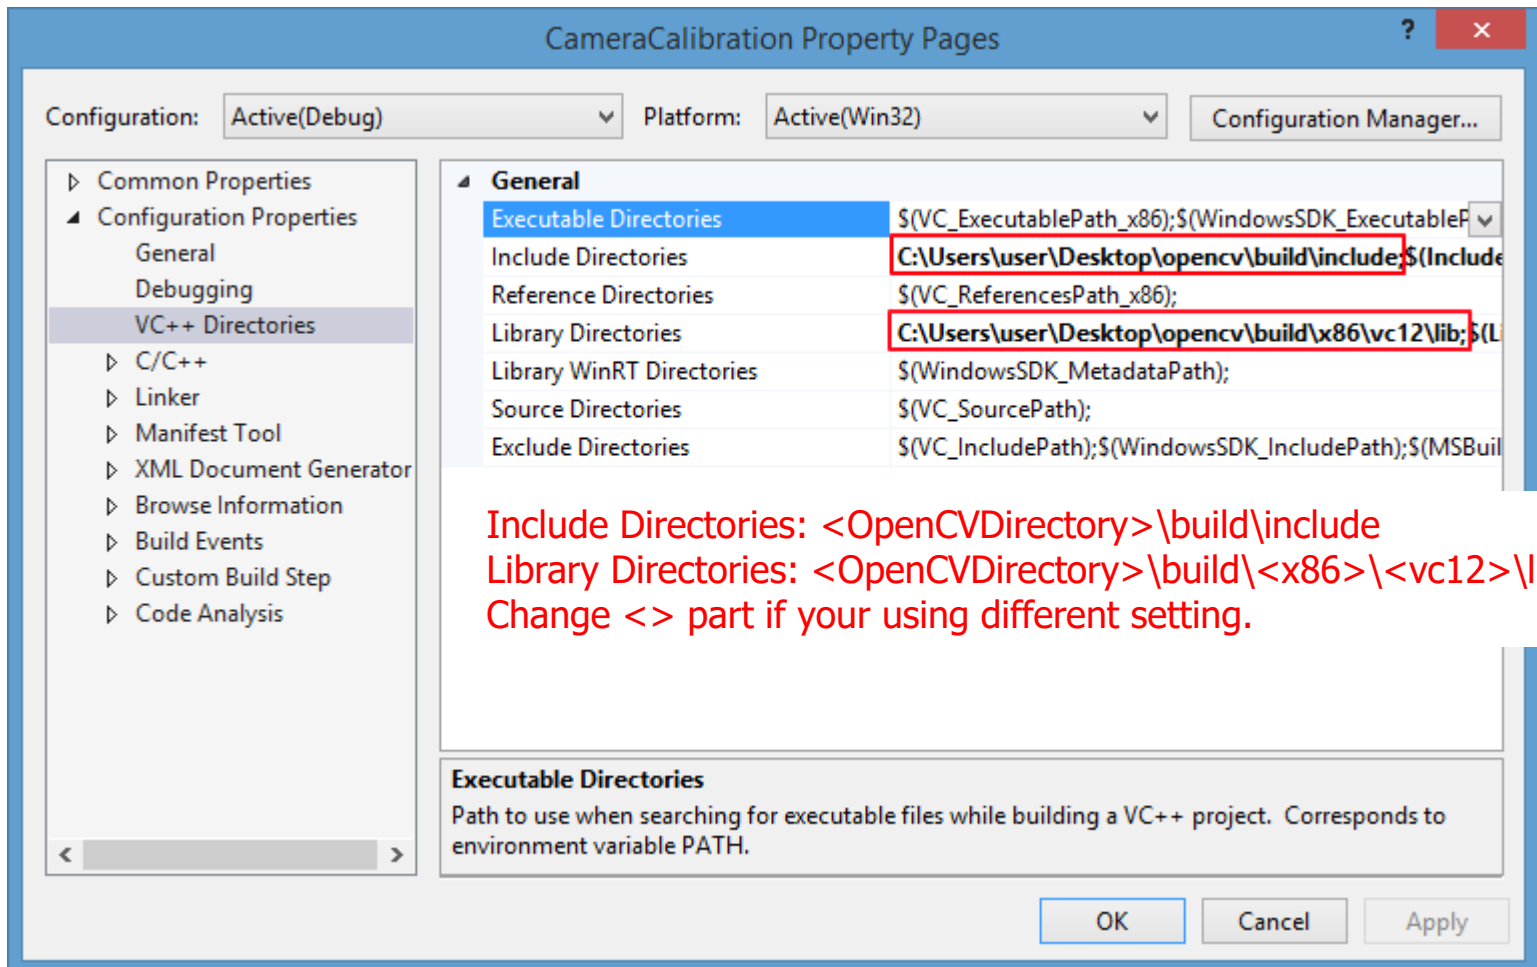 CameraCalibration Property Pages
?
Configuration: Active(Debug) Platform: Active(Win32) Configuration Manager...
Common Properties
Configuration Properties
General
Debugging
VC++ Directories
C/C++
Linker
Manifest Tool
XML Document Generator
Browse Information
Build Events
Custom Build Step
Code Analysis
General
Executable Directories $(VC_ExecutablePath_x86);$(WindowsSDK_ExecutableP
Include Directories C:\Users\user\Desktop\opencv\build\include;$(Include
Reference Directories $(VC_ReferencesPath_x86);
Library Directories C:\Users\user\Desktop\opencv\build\x86\vc12\lib;$(Li
Library WinRT Directories $(WindowsSDK_MetadataPath);
Source Directories $(VC_SourcePath);
Exclude Directories $(VC_IncludePath);$(WindowsSDK_IncludePath);$(MSBuil
Include Directories: <OpenCVDirectory>\build\include
Library Directories: <OpenCVDirectory>\build\<x86>\<vc12>\l
Change <> part if your using different setting.
Executable Directories
Path to use when searching for executable files while building a VC++ project.  Corresponds to
environment variable PATH.
OK Cancel Apply